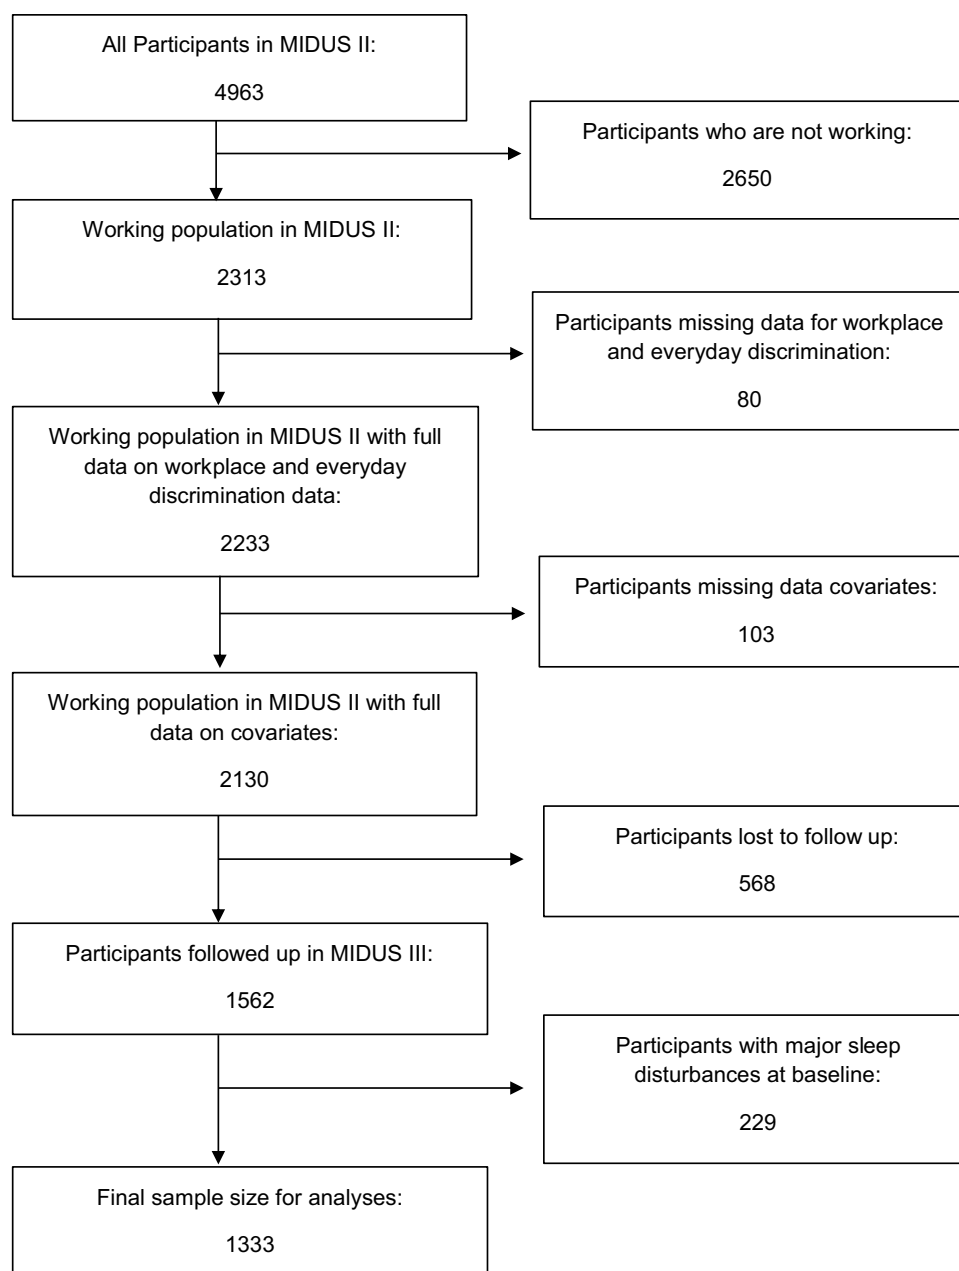 All Participants in MIDUS II:
4963
Participants who are not working:
2650
Working population in MIDUS II:
2313
Participants missing data for workplace
and everyday discrimination:
80
Working population in MIDUS II with full
data on workplace and everyday
discrimination data:
2233
Participants missing data covariates:
103
Working population in MIDUS II with full
data on covariates:
2130
Participants lost to follow up:
568
Participants followed up in MIDUS III:
1562
Participants with major sleep
disturbances at baseline:
229
Final sample size for analyses:
1333